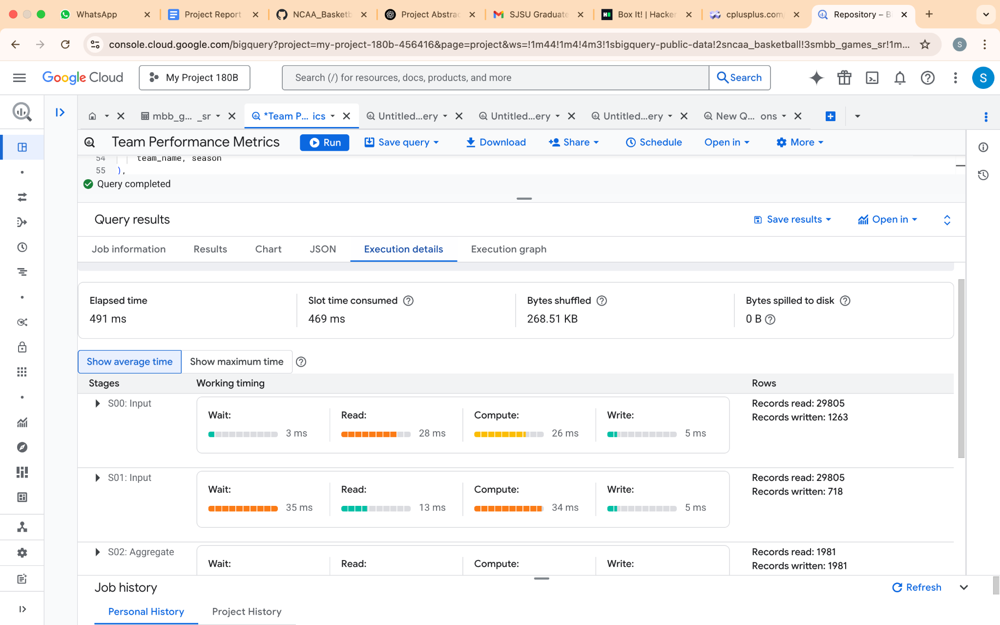 WhatsApp
Project Report
NCAA_Basketb
Project Abstrac
SJSU Graduate
Box It! | Hacker
cplusplus.com/
Repository – B
console.cloud.google.com/bigquery?project=my-project-180b-456416&page=project&ws=!1m44!1m4!4m3!1sbigquery-public-data!2sncaa_basketball!3smbb_games_sr!1m...
S
Google Cloud
My Project 180B
Search (/) for resources, docs, products, and more
Search
S
mbb_g... _sr
*Team P... ics
Untitled...ery
Untitled...ery
Untitled...ery
New Q... ons
Team Performance Metrics
Run
Save query
Download
Share
Schedule
Open in
More
54 team_name, season
55 ),
Query completed
Query results
Save results
Open in
Job information
Results
Chart
JSON
Execution details
Execution graph
Elapsed time
491 ms
Slot time consumed
469 ms
Bytes shuffled
268.51 KB
Bytes spilled to disk
0 B
Show average time
Show maximum time
Stages
Working timing
Rows
S00: Input
Wait:
3 ms
Read:
28 ms
Compute:
26 ms
Write:
5 ms
Records read: 29805
Records written: 1263
S01: Input
Wait:
35 ms
Read:
13 ms
Compute:
34 ms
Write:
5 ms
Records read: 29805
Records written: 718
S02: Aggregate
Wait:
Read:
Compute:
Write:
Records read: 1981
Records written: 1981
Job history
Refresh
Personal History
Project History